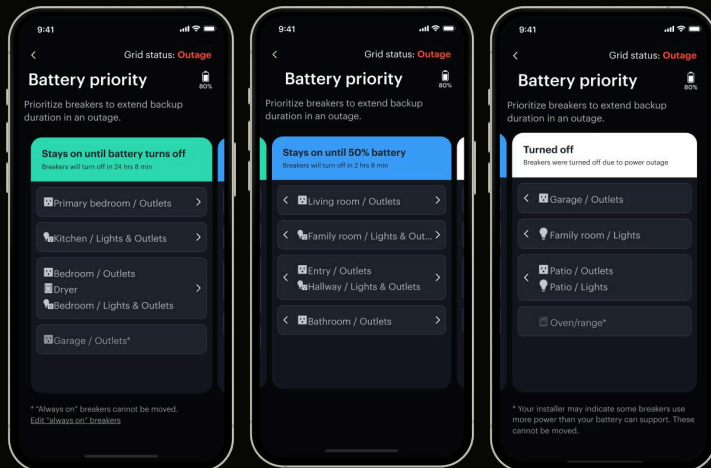 9:41
Grid status: Outage
Battery priority
80%
Prioritize breakers to extend backup
duration in an outage.
Stays on until battery turns off
Breakers will turn off in 24 hrs 8 min
Primary bedroom / Outlets
Kitchen / Lights & Outlets
Bedroom / Outlets
Dryer
Bedroom / Lights & Outlets
Garage / Outlets*
* "Always on" breakers cannot be moved.
Edit "always on" breakers
9:41
Grid status: Outage
Battery priority
80%
Prioritize breakers to extend backup
duration in an outage.
Stays on until 50% battery
Breakers will turn off in 2 hrs 8 min
Living room / Outlets
Family room / Lights & Out...
Entry / Outlets
Hallway / Lights & Outlets
Bathroom / Outlets
9:41
Grid status: Outage
Battery priority
80%
Prioritize breakers to extend backup
duration in an outage.
Turned off
Breakers were turned off due to power outage
Garage / Outlets
Family room / Lights
Patio / Outlets
Patio / Lights
Oven/range*
* Your installer may indicate some breakers use
more power than your battery can support. These
cannot be moved.